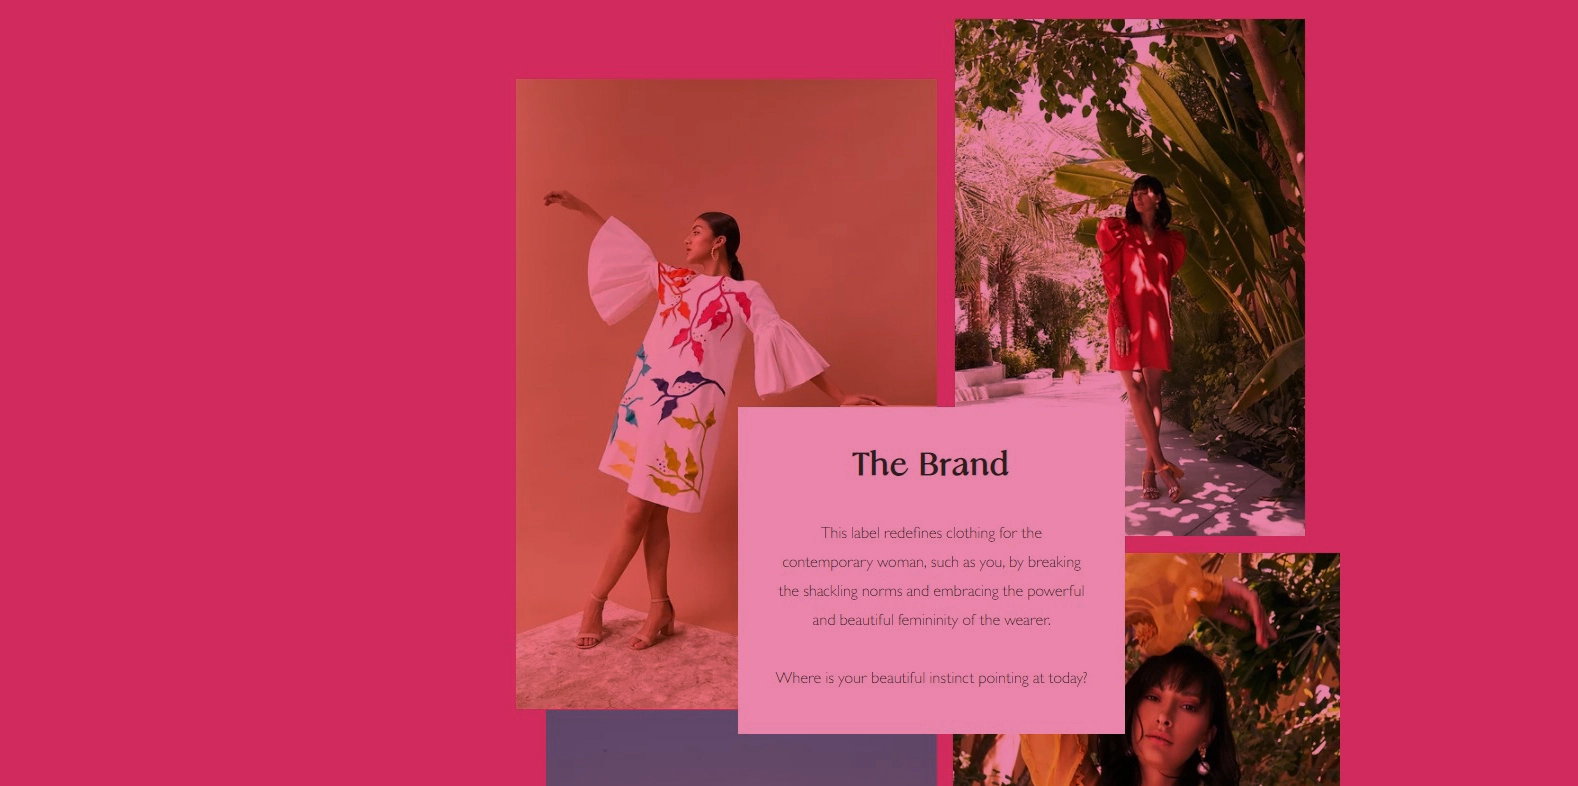 The Brand
This label redefines clothing for the
contemporary woman, such as you, by breaking
the shackling norms and embracing the powerful
and beautiful femininity of the wearer.
Where is your beautiful instinct pointing at today?